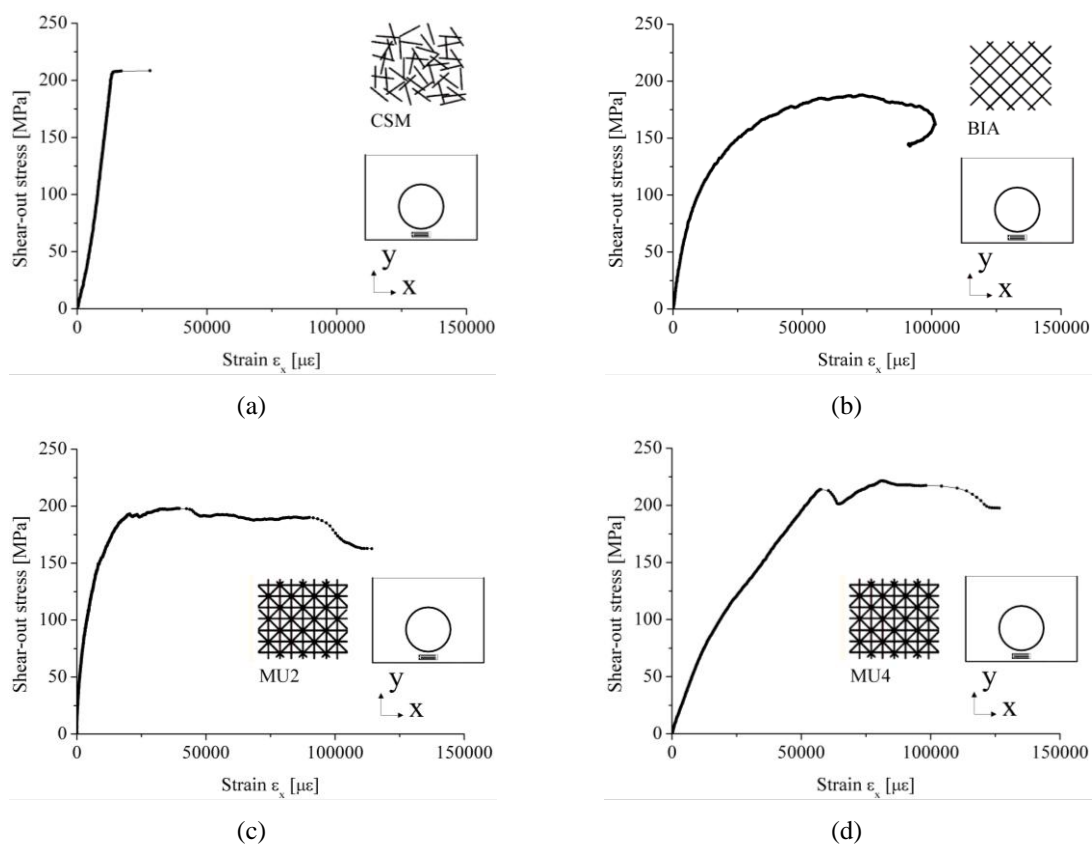 250
200
150
100
50
0
Shear-out stress [MPa]
CSM
y
x
0 50000 100000 150000
Strain εx [με]
(a)
250
200
150
100
50
0
Shear-out stress [MPa]
BIA
y
x
0 50000 100000 150000
Strain εx [με]
(b)
250
200
150
100
50
0
Shear-out stress [MPa]
MU2
y
x
0 50000 100000 150000
Strain εx [με]
(c)
250
200
150
100
50
0
Shear-out stress [MPa]
MU4
y
x
0 50000 100000 150000
Strain εx [με]
(d)